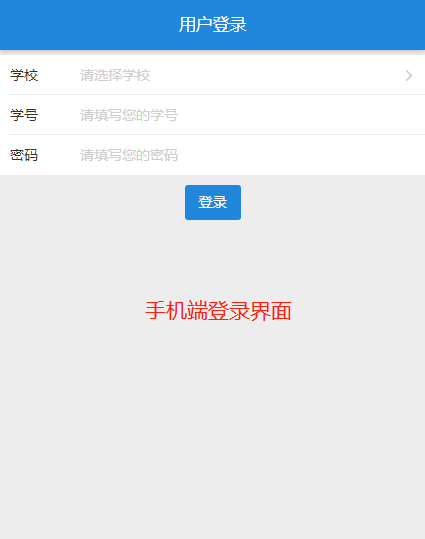 用户登录
学校 请选择学校
学号 请填写您的学号
密码 请填写您的密码
登录
手机端登录界面